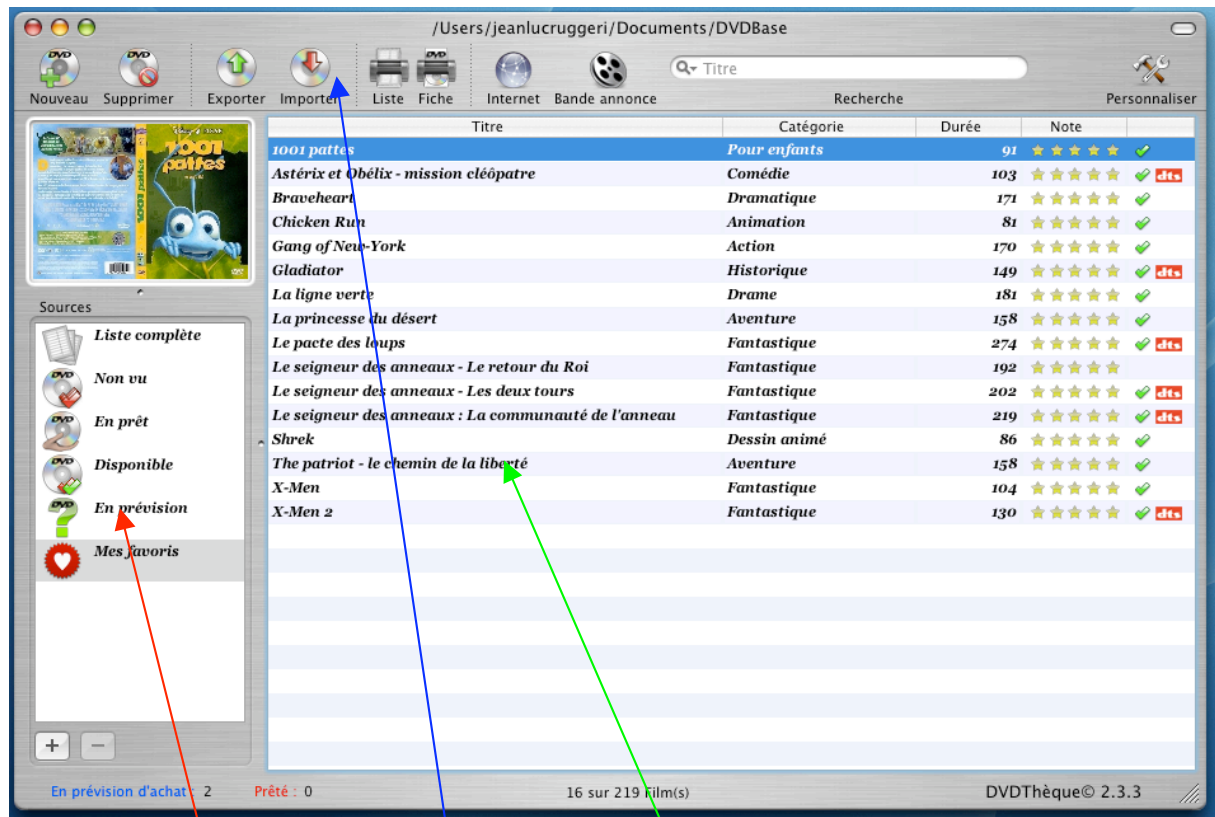 /Users/jeanlucruggeri/Documents/DVDBase
Titre
Nouveau Supprimer Exporter Importer Liste Fiche Internet Bande annonce Recherche Personnaliser
Titre Catégorie Durée Note
1001 pattes Pour enfants 91
Astérix et Obélix - mission cléôpatre Comédie 103 dts
Braveheart Dramatique 171
Chicken Run Animation 81
Gang of New-York Action 170
Gladiator Historique 149 dts
La ligne verte Drame 181
La princesse du désert Aventure 158
Le pacte des loups Fantastique 274 dts
Le seigneur des anneaux - Le retour du Roi Fantastique 192
Le seigneur des anneaux - Les deux tours Fantastique 202 dts
Le seigneur des anneaux : La communauté de l'anneau Fantastique 219 dts
Shrek Dessin animé 86
The patriot - le chemin de la liberté Aventure 158
X-Men Fantastique 104
X-Men 2 Fantastique 130 dts
1001
pattes
1001 pattes
Sources
Liste complète
Non vu
En prêt
Disponible
En prévision
Mes favoris
En prévision d'achat : 2 Prêté : 0 16 sur 219 Film(s) DVDThèque© 2.3.3